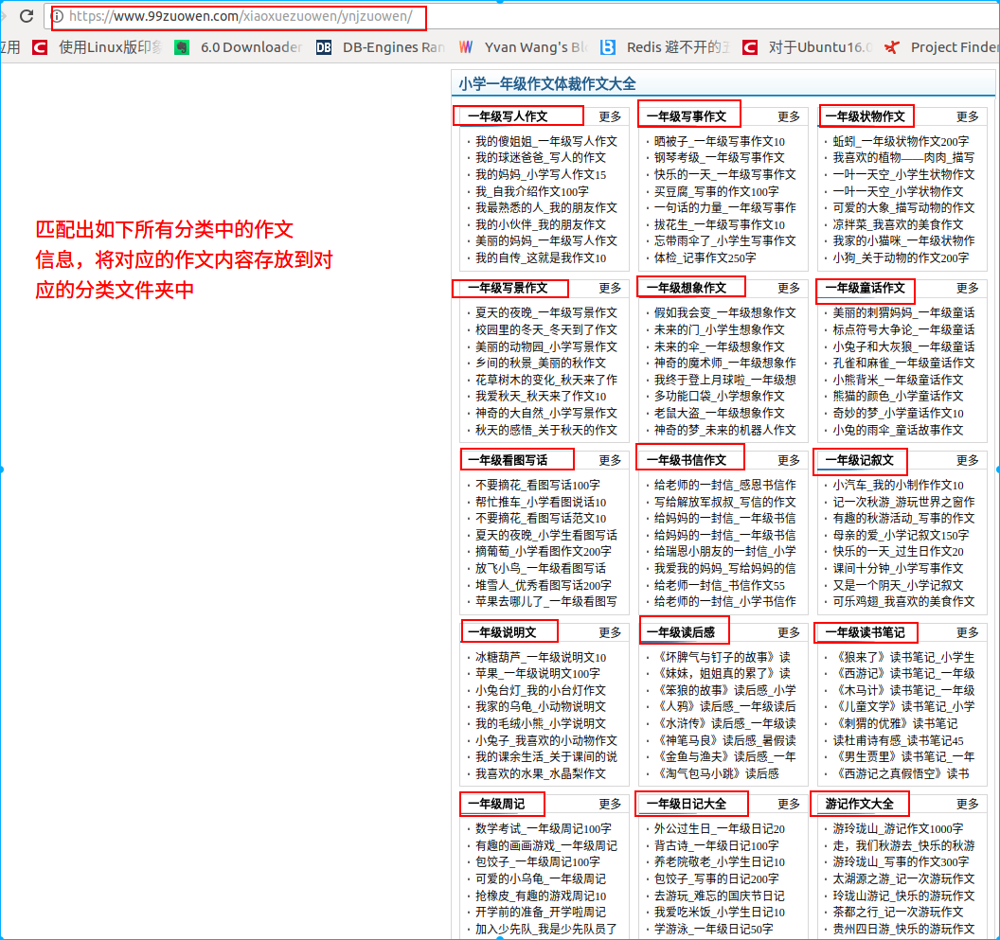 https://www.99zuowen.com/xiaoxuezuowen/ynjzuowen/
应用 使用Linux版印象 6.0 Downloader DB-Engines Ran Yvan Wang's Bl Redis 避不开的五 对于Ubuntu16.0 Project Finder
小学一年级作文体裁作文大全
匹配出如下所有分类中的作文
信息，将对应的作文内容存放到对
应的分类文件夹中
一年级写人作文 更多
· 我的傻姐姐_一年级写人作文
· 我的球迷爸爸_写人的作文
· 我的妈妈_小学写人作文15
· 我_自我介绍作文100字
· 我最熟悉的人_我的朋友作文
· 我的小伙伴_我的朋友作文
· 美丽的妈妈_一年级写人作文
· 我的自传_这就是我作文10
一年级写事作文 更多
· 晒被子_一年级写事作文10
· 钢琴考级_一年级写事作文
· 快乐的一天_一年级写事作文
· 买豆腐_写事的作文100字
· 一句话的力量_一年级写事作
· 拔花生_一年级写事作文10
· 忘带雨伞了_小学生写事作文
· 体检_记事作文250字
一年级状物作文 更多
· 蚯蚓_一年级状物作文200字
· 我喜欢的植物——肉肉_描写
· 一叶一天空_小学生状物作文
· 一叶一天空_小学状物作文
· 可爱的大象_描写动物的作文
· 凉拌菜_我喜欢的美食作文
· 我家的小猫咪_一年级状物作
· 小狗_关于动物的作文200字
一年级写景作文 更多
· 夏天的夜晚_一年级写景作文
· 校园里的冬天_冬天到了作文
· 美丽的动物园_小学写景作文
· 乡间的秋景_美丽的秋作文
· 花草树木的变化_秋天来了作
· 我爱秋天_秋天来了作文10
· 神奇的大自然_小学写景作文
· 秋天的感悟_关于秋天的作文
一年级想象作文 更多
· 假如我会变_一年级想象作文
· 未来的门_小学生想象作文
· 未来的伞_一年级想象作文
· 神奇的魔术师_一年级想象作
· 我终于登上月球啦_一年级想
· 多功能口袋_小学想象作文
· 老鼠大盗_一年级想象作文
· 神奇的梦_未来的机器人作文
一年级童话作文 更多
· 美丽的刺猬妈妈_一年级童话
· 标点符号大争论_一年级童话
· 小兔子和大灰狼_一年级童话
· 孔雀和麻雀_一年级童话作文
· 小熊背米_一年级童话作文
· 熊猫的颜色_小学童话作文
· 奇妙的梦_小学童话作文10
· 小兔的雨伞_童话故事作文
一年级看图写话 更多
· 不要摘花_看图写话100字
· 帮忙推车_小学看图说话10
· 不要摘花_看图写话范文10
· 夏天的夜晚_小学生看图写话
· 摘葡萄_小学看图作文200字
· 放飞小鸟_一年级看图写话
· 堆雪人_优秀看图写话200字
· 苹果去哪儿了_一年级看图写
一年级书信作文 更多
· 给老师的一封信_感恩书信作
· 写给解放军叔叔_写信的作文
· 给妈妈的一封信_一年级书信
· 给妈妈的一封信_一年级书信
· 给瑞恩小朋友的一封信_小学
· 我爱我的妈妈_写给妈妈的信
· 给老师一封信_书信作文55
· 给老师的一封信_小学书信作
一年级记叙文 更多
· 小汽车_我的小制作作文10
· 记一次秋游_游玩世界之窗作
· 有趣的秋游活动_写事的作文
· 母亲的爱_小学记叙文150字
· 快乐的一天_过生日作文20
· 课间十分钟_小学写事作文
· 又是一个阴天_小学记叙文
· 可乐鸡翅_我喜欢的美食作文
一年级说明文 更多
· 冰糖葫芦_一年级说明文10
· 苹果_一年级说明文100字
· 小兔台灯_我的小台灯作文
· 我家的乌龟_小动物说明文
· 我的毛绒小熊_小学说明文
· 小兔子_我喜欢的小动物作文
· 我的课余生活_关于课间的说
· 我喜欢的水果_水晶梨作文
一年级读后感 更多
· 《坏脾气与钉子的故事》读
· 《妹妹，姐姐真的累了》读
· 《笨狼的故事》读后感_小学
· 《人鸦》读后感_一年级读后
· 《水浒传》读后感_一年级读
· 《神笔马良》读后感_暑假读
· 《金鱼与渔夫》读后感_一年
· 《淘气包马小跳》读后感
一年级读书笔记 更多
· 《狼来了》读书笔记_小学生
· 《西游记》读书笔记_一年级
· 《木马计》读书笔记_一年级
· 《儿童文学》读书笔记_小学
· 《刺猬的优雅》读书笔记
· 读杜甫诗有感_读书笔记45
· 《男生贾里》读书笔记_一年
· 《西游记之真假悟空》读书
一年级周记 更多
· 数学考试_一年级周记100字
· 有趣的画画游戏_一年级周记
· 包饺子_一年级周记100字
· 可爱的小乌龟_一年级周记
· 抢橡皮_有趣的游戏周记10
· 开学前的准备_开学啦周记
· 加入少先队_我是少先队员了
一年级日记大全 更多
· 外公过生日_一年级日记20
· 背古诗_一年级日记100字
· 养老院敬老_小学生日记10
· 包饺子_写事的日记200字
· 去游玩_难忘的国庆节日记
· 我爱吃米饭_小学生日记10
· 学游泳_一年级日记50字
游记作文大全 更多
· 游玲珑山_游记作文1000字
· 走，我们秋游去_快乐的秋游
· 游玲珑山_写事的作文300字
· 太湖源之游_记一次游玩作文
· 玲珑山游记_快乐的游玩作文
· 茶都之行_记一次游玩作文
· 贵州四日游_快乐的游玩作文